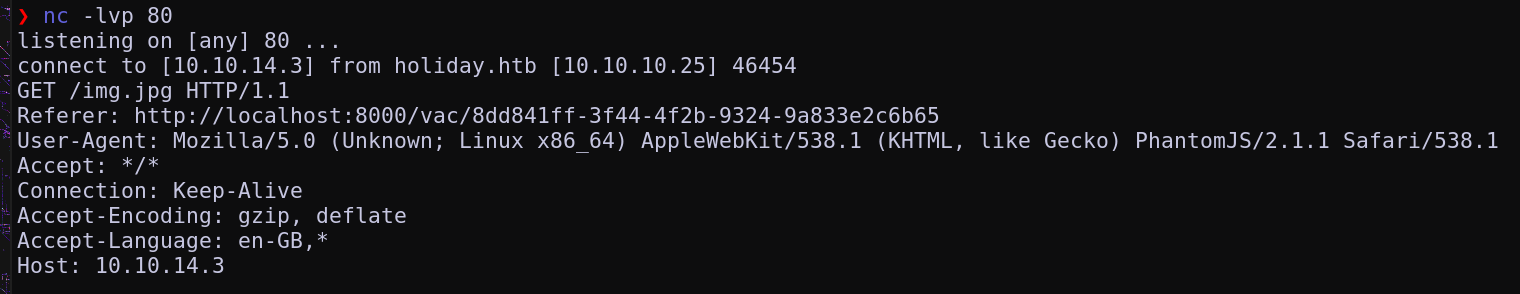 ❯ nc -lvp 80
listening on [any] 80 ...
connect to [10.10.14.3] from holiday.htb [10.10.10.25] 46454
GET /img.jpg HTTP/1.1
Referer: http://localhost:8000/vac/8dd841ff-3f44-4f2b-9324-9a833e2c6b65
User-Agent: Mozilla/5.0 (Unknown; Linux x86_64) AppleWebKit/538.1 (KHTML, like Gecko) PhantomJS/2.1.1 Safari/538.1
Accept: */*
Connection: Keep-Alive
Accept-Encoding: gzip, deflate
Accept-Language: en-GB,*
Host: 10.10.14.3